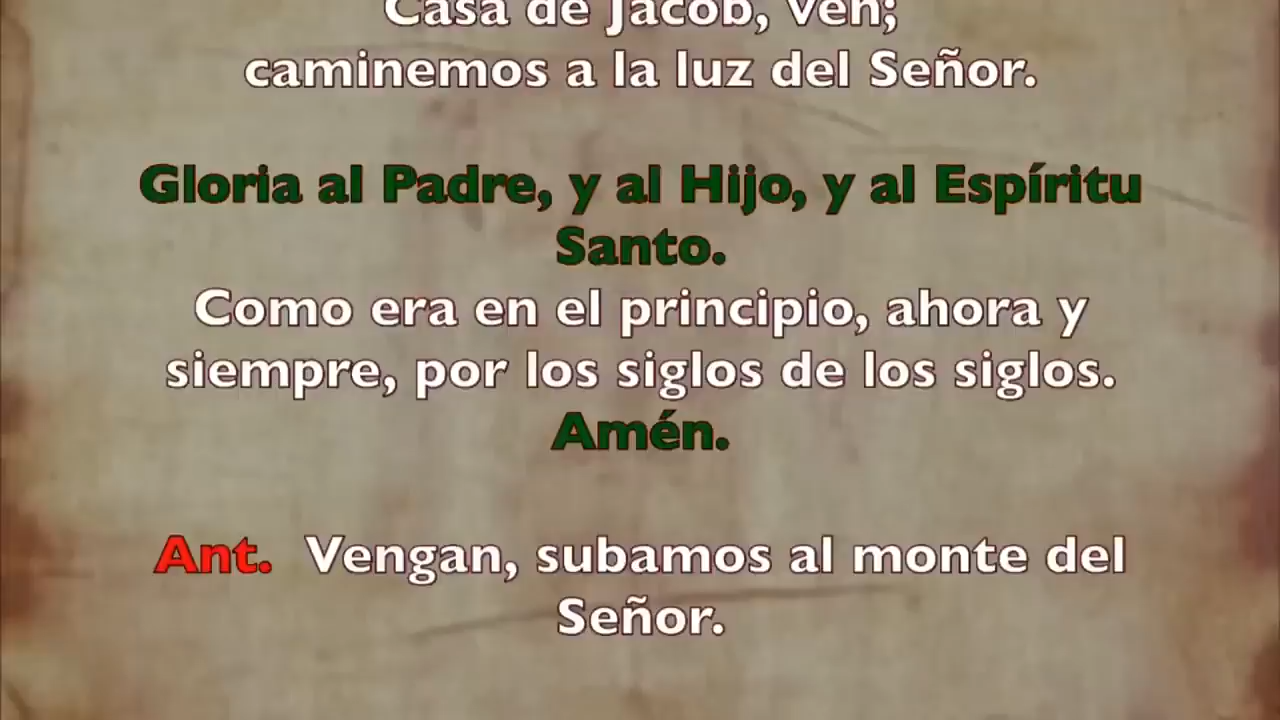 Casa de Jacob, ven;
caminemos a la luz del Señor.
Gloria al Padre, y al Hijo, y al Espíritu
Santo.
Como era en el principio, ahora y
siempre, por los siglos de los siglos.
Amén.
Ant. Vengan, subamos al monte del
Señor.